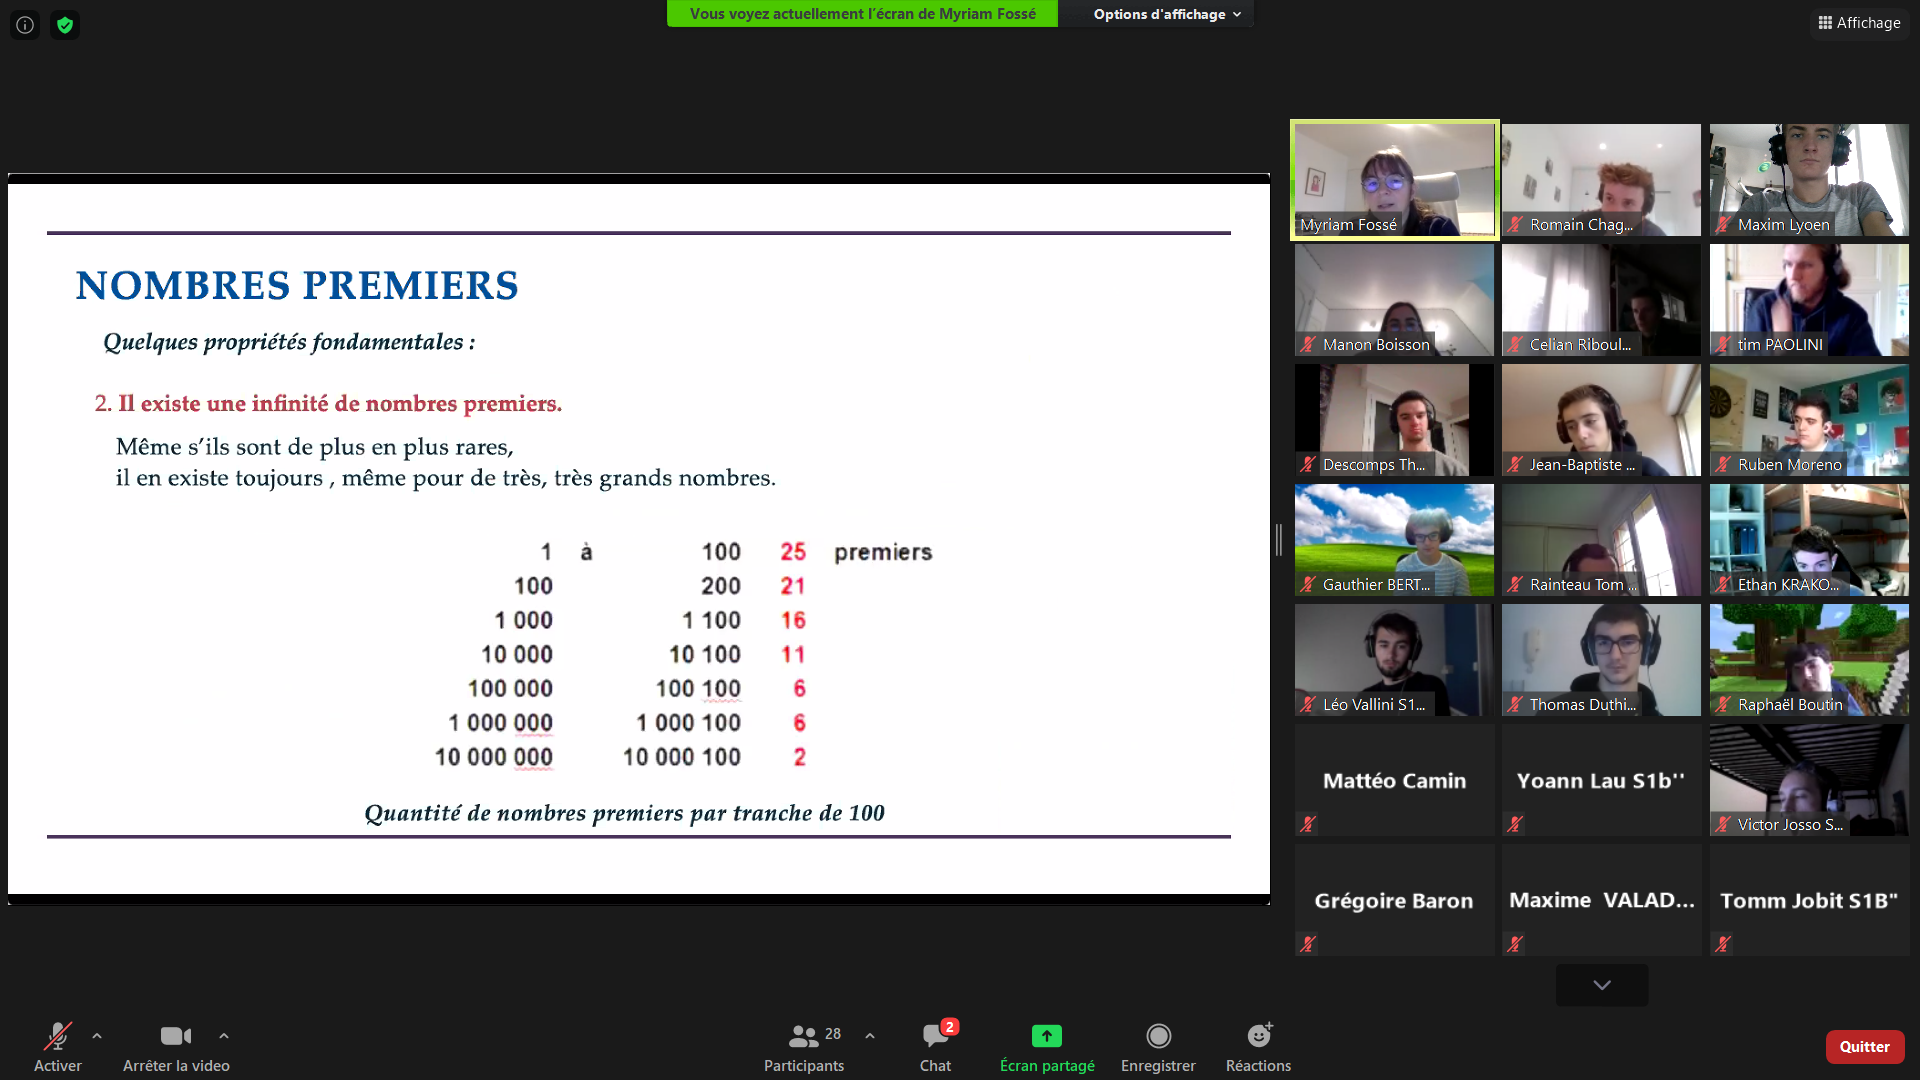 Vous voyez actuellement l'écran de Myriam Fossé
Options d'affichage
Affichage
NOMBRES PREMIERS
Quelques propriétés fondamentales :
2. Il existe une infinité de nombres premiers.
Même s'ils sont de plus en plus rares,
il en existe toujours , même pour de très, très grands nombres.
1 à 100 25 premiers
100 200 21
1 000 1 100 16
10 000 10 100 11
100 000 100 100 6
1 000 000 1 000 100 6
10 000 000 10 000 100 2
Quantité de nombres premiers par tranche de 100
Myriam Fossé
Romain Chag...
Maxim Lyoen
Manon Boisson
Celian Riboul...
tim PAOLINI
Descomps Th...
Jean-Baptiste ...
Ruben Moreno
Gauthier BERT...
Rainteau Tom ...
Ethan KRAKO...
Léo Vallini S1...
Thomas Duthi...
Raphaël Boutin
Mattéo Camin
Yoann Lau S1b''
Victor Josso S...
Grégoire Baron
Maxime VALAD...
Tomm Jobit S1B"
Activer
Arrêter la video
28
Participants
2
Chat
Écran partagé
Enregistrer
Réactions
Quitter